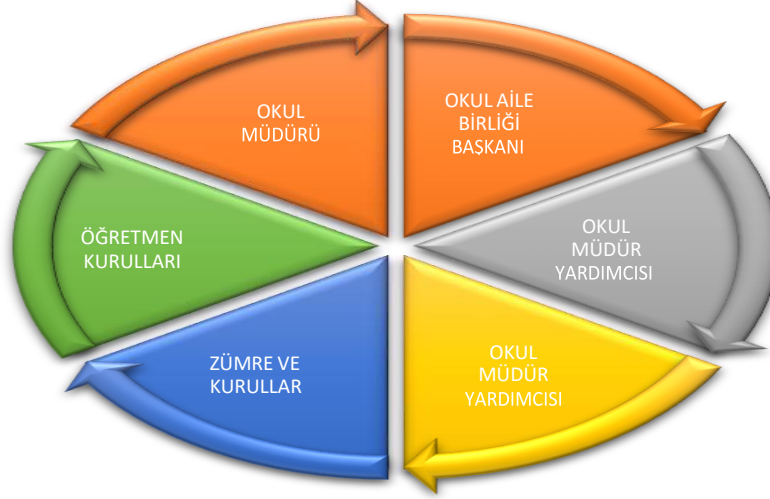 OKUL
MÜDÜRÜ
OKUL AİLE
BİRLİĞİ
BAŞKANI
OKUL
MÜDÜR
YARDIMCISI
OKUL
MÜDÜR
YARDIMCISI
ZÜMRE VE
KURULLAR
ÖĞRETMEN
KURULLARI